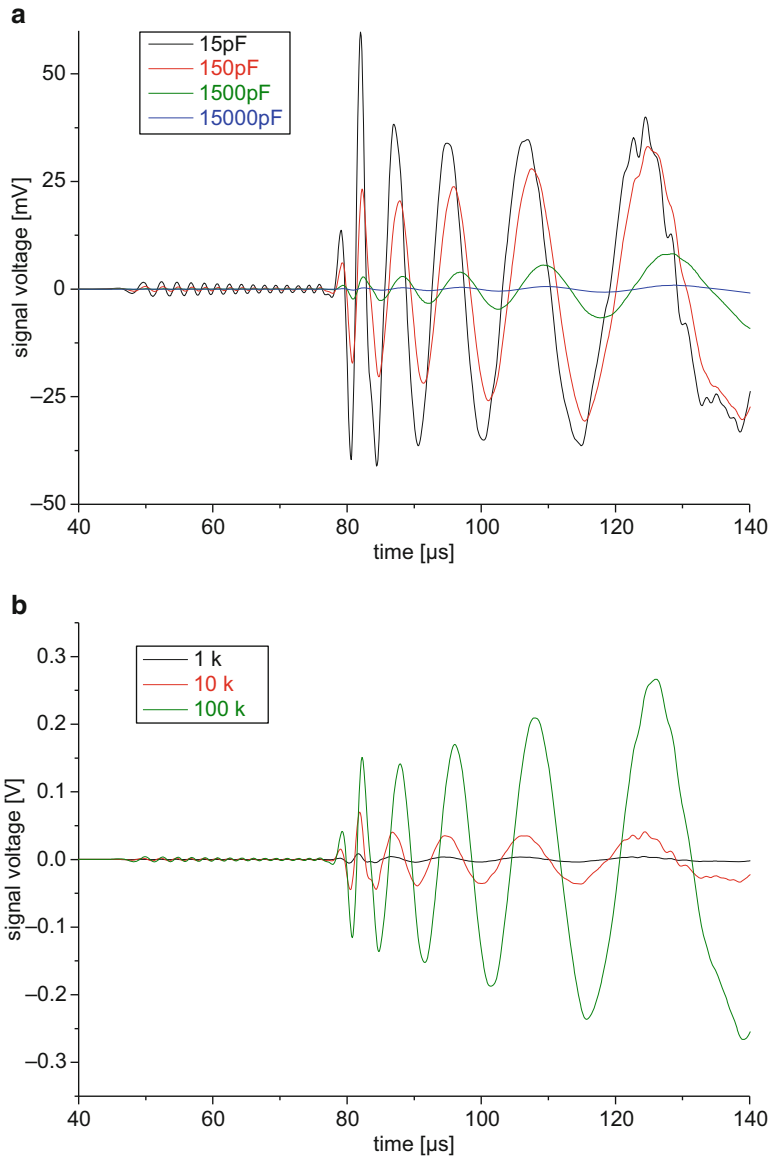 a
15pF
150pF
1500pF
15000pF
50
25
0
−25
−50
signal voltage [mV]
40 60 80 100 120 140
time [µs]
b
1 k
10 k
100 k
0.3
0.2
0.1
0.0
−0.1
−0.2
−0.3
signal voltage [V]
40 60 80 100 120 140
time [µs]